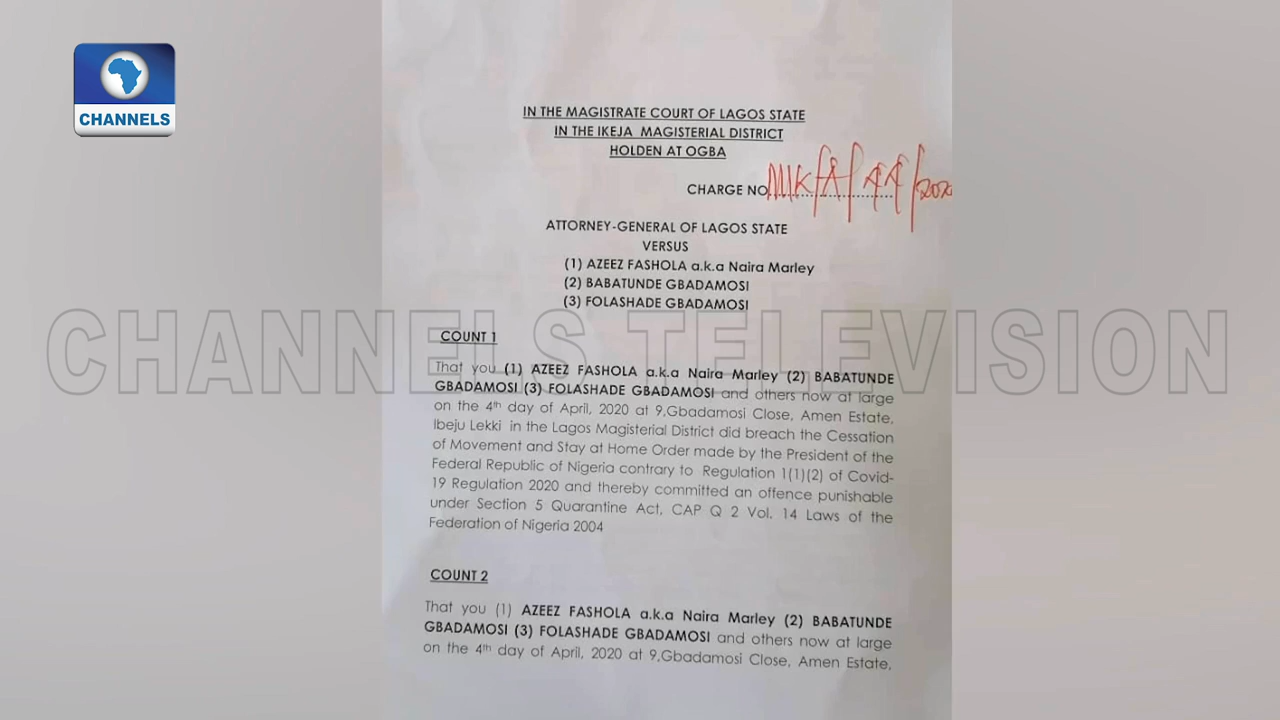 CHANNELS
IN THE MAGISTRATE COURT OF LAGOS STATE
IN THE IKEJA MAGISTERIAL DISTRICT
HOLDEN AT OGBA
CHARGE NO
ATTORNEY-GENERAL OF LAGOS STATE
VERSUS
(1) AZEEZ FASHOLA a.k.a Naira Marley
(2) BABATUNDE GBADAMOSI
(3) FOLASHADE GBADAMOSI
CHANNELS TELEVISION
COUNT 1
That you (1) AZEEZ FASHOLA a.k.a Naira Marley (2) BABATUNDE
GBADAMOSI (3) FOLASHADE GBADAMOSI and others now at large
on the 4th day of April, 2020 at 9,Gbadamosi Close, Amen Estate,
Ibeju Lekki in the Lagos Magisterial District did breach the Cessation
of Movement and Stay at Home Order made by the President of the
Federal Republic of Nigeria contrary to Regulation 1(1)(2) of Covid-
19 Regulation 2020 and thereby committed an offence punishable
under Section 5 Quarantine Act, CAP Q 2 Vol. 14 Laws of the
Federation of Nigeria 2004
COUNT 2
That you (1) AZEEZ FASHOLA a.k.a Naira Marley (2) BABATUNDE
GBADAMOSI (3) FOLASHADE GBADAMOSI and others now at large
on the 4th day of April, 2020 at 9,Gbadamosi Close, Amen Estate,